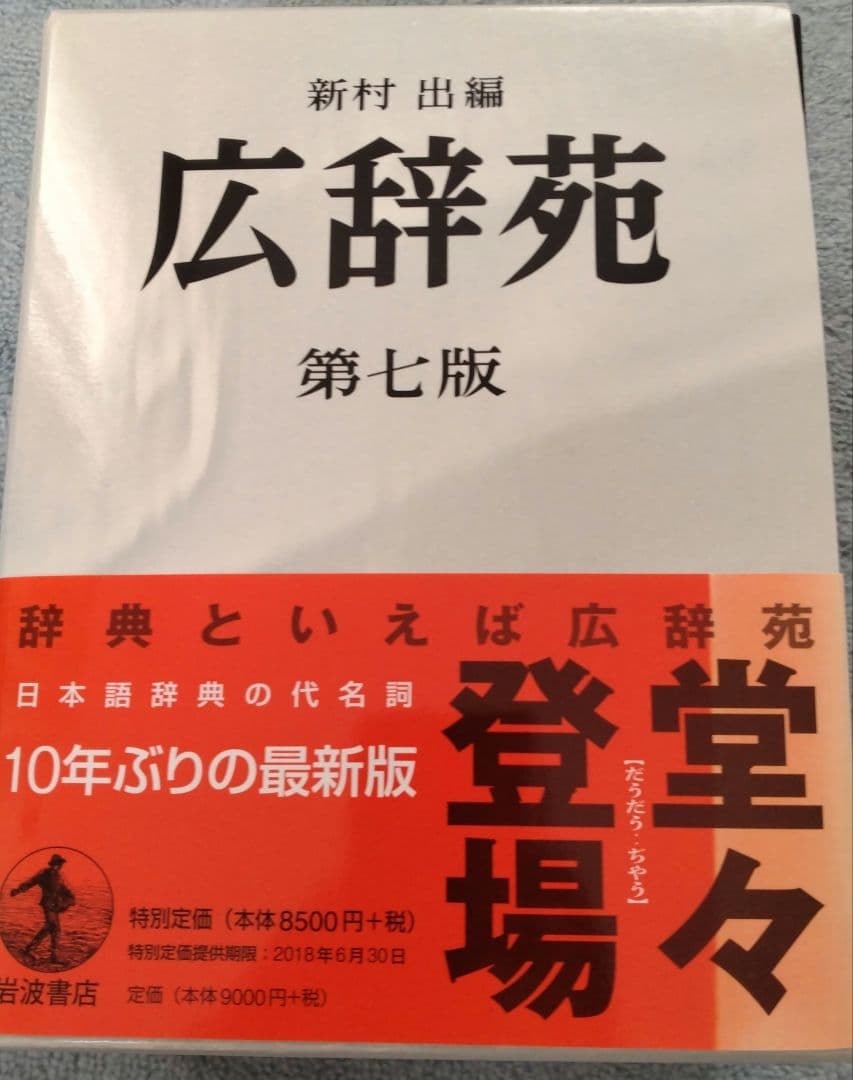 新村 出編
広辞苑
第七版
辞典といえば広辞苑
日本語辞典の代名詞
10年ぶりの最新版
堂々
【だうだう:ぢやう】
登場
特別定価(本体8500円+税)
特別定価提供期限:2018年6月30日
定価(本体9000円+税)
岩波書店